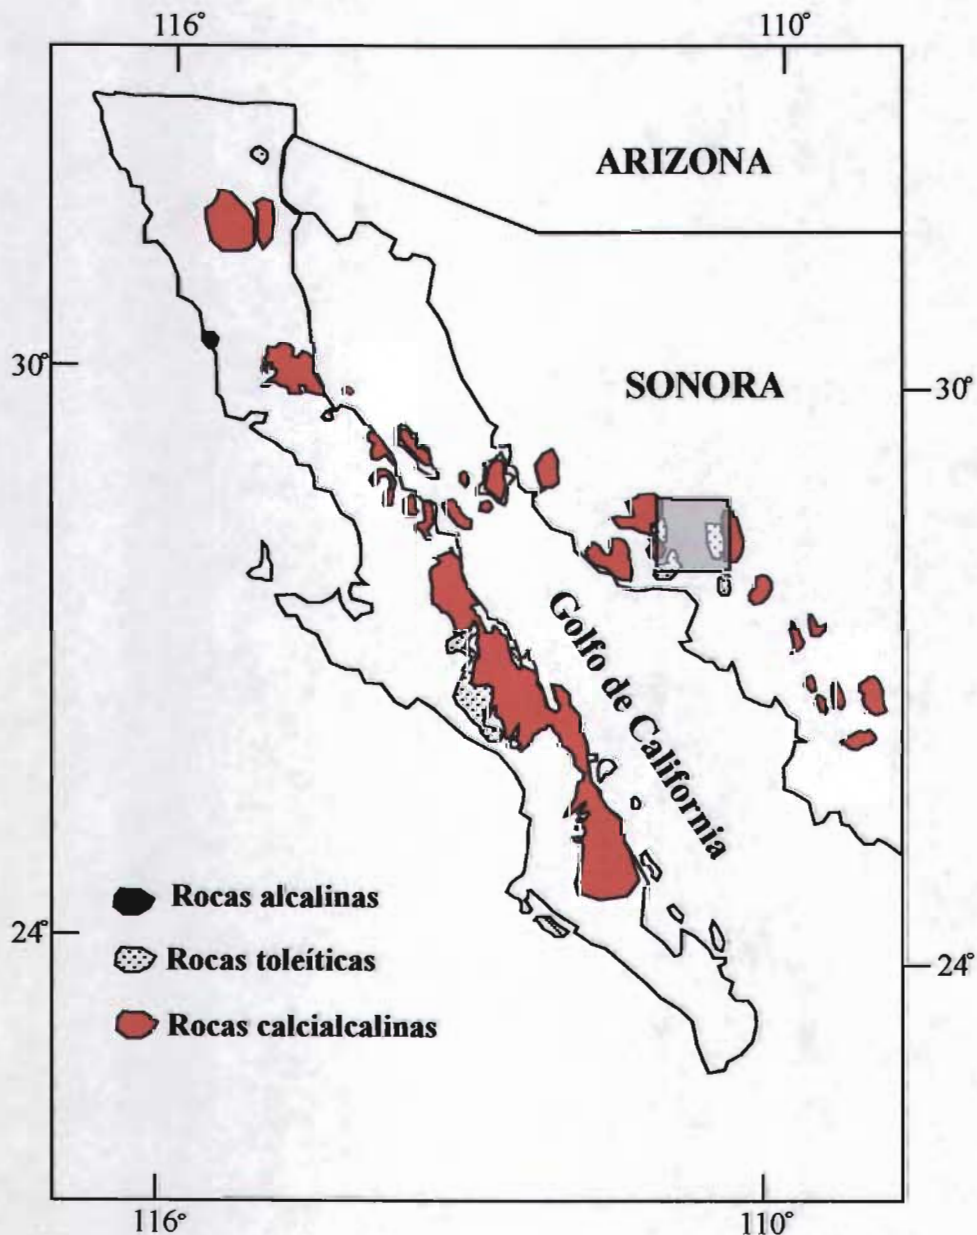 116°
110°
ARIZONA
30°
SONORA
30°
Golfo de California
Rocas alcalinas
24°
Rocas toleíticas
24°
Rocas calcialcalinas
116°
110°